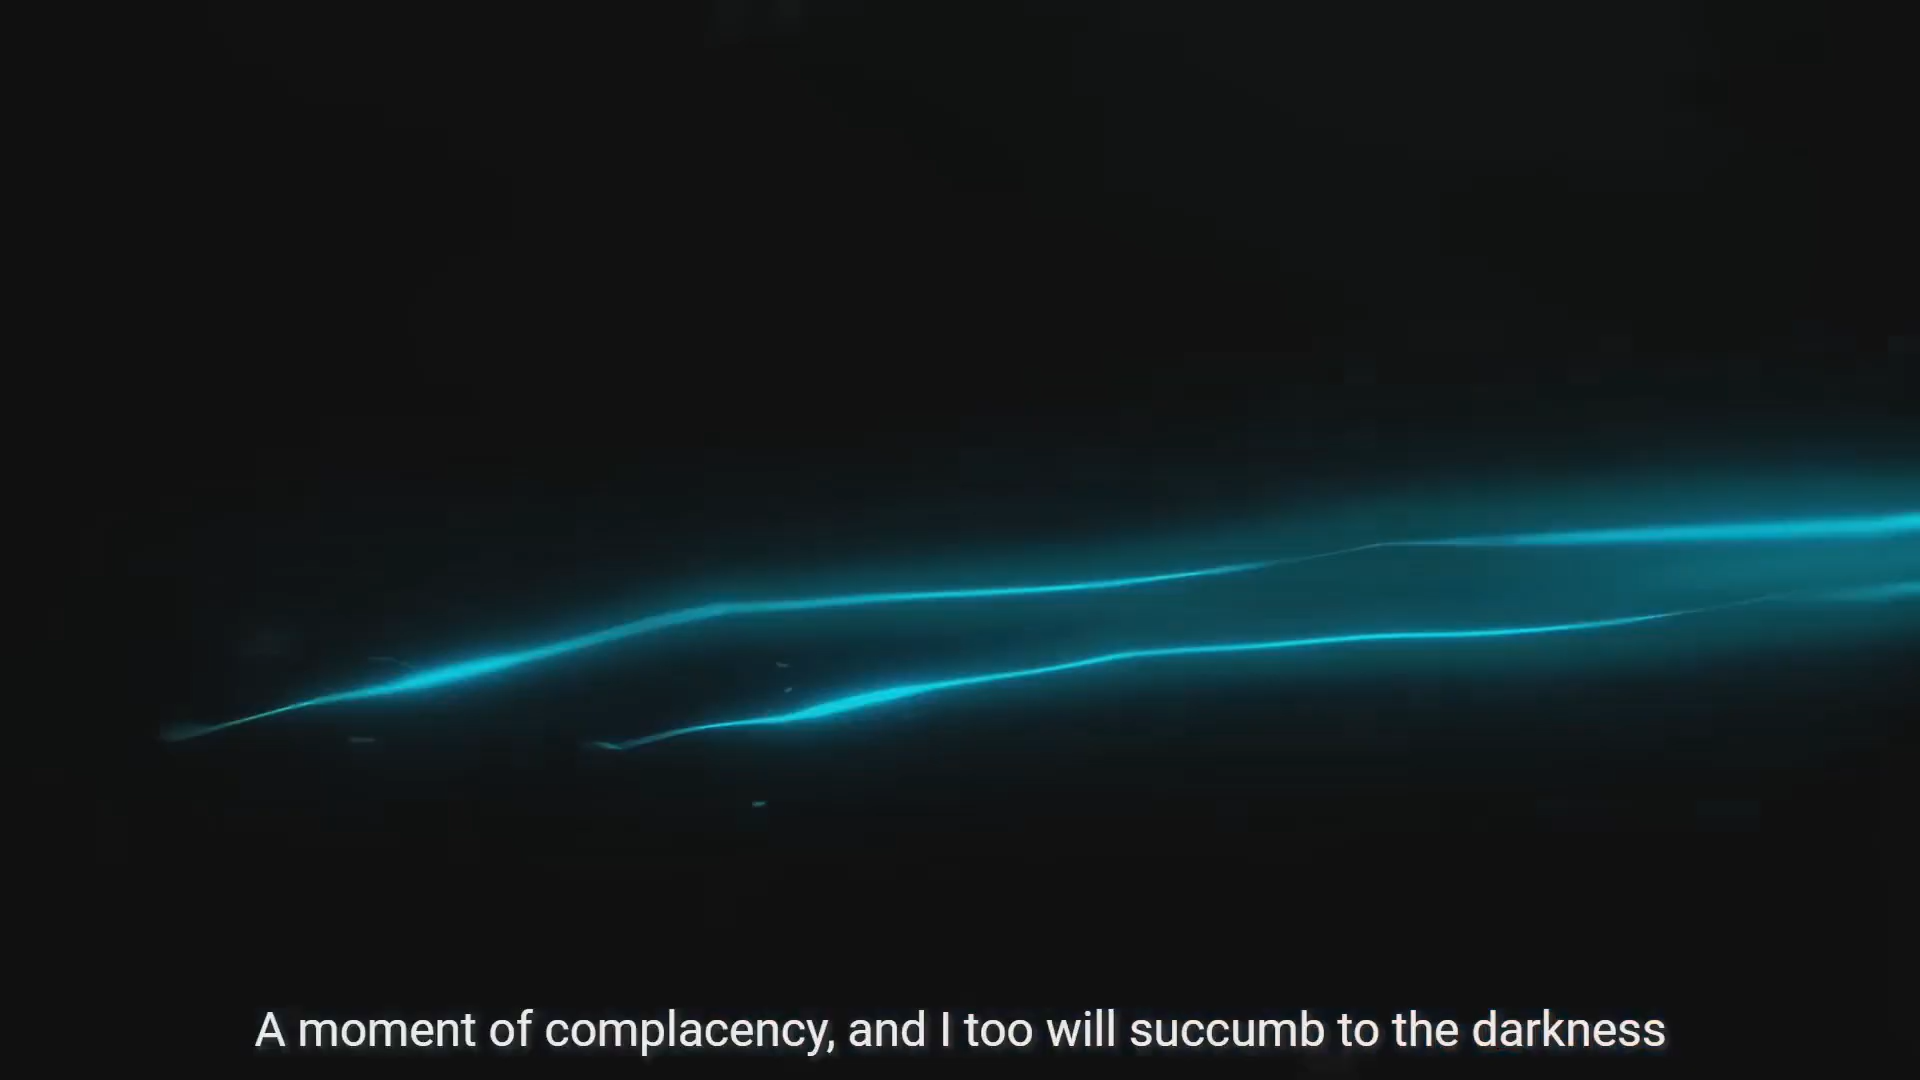 A moment of complacency, and I too will succumb to the darkness